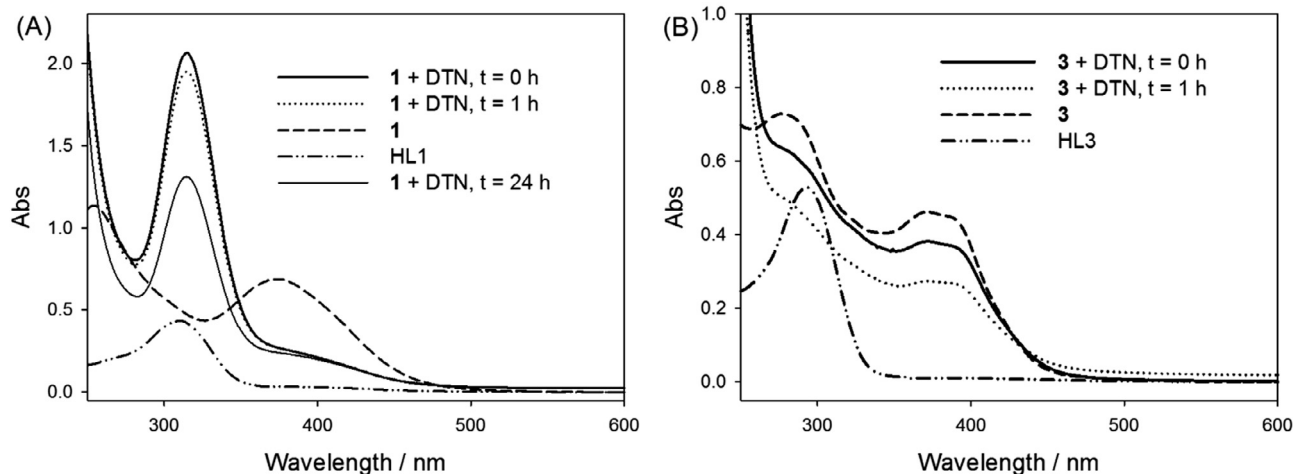 (A)
2.0
1.5
1.0
0.5
0.0
Abs
300 400 500 600
Wavelength / nm
1 + DTN, t = 0 h
1 + DTN, t = 1 h
1
HL1
1 + DTN, t = 24 h
(B)
1.0
0.8
0.6
0.4
0.2
0.0
Abs
300 400 500 600
Wavelength / nm
3 + DTN, t = 0 h
3 + DTN, t = 1 h
3
HL3